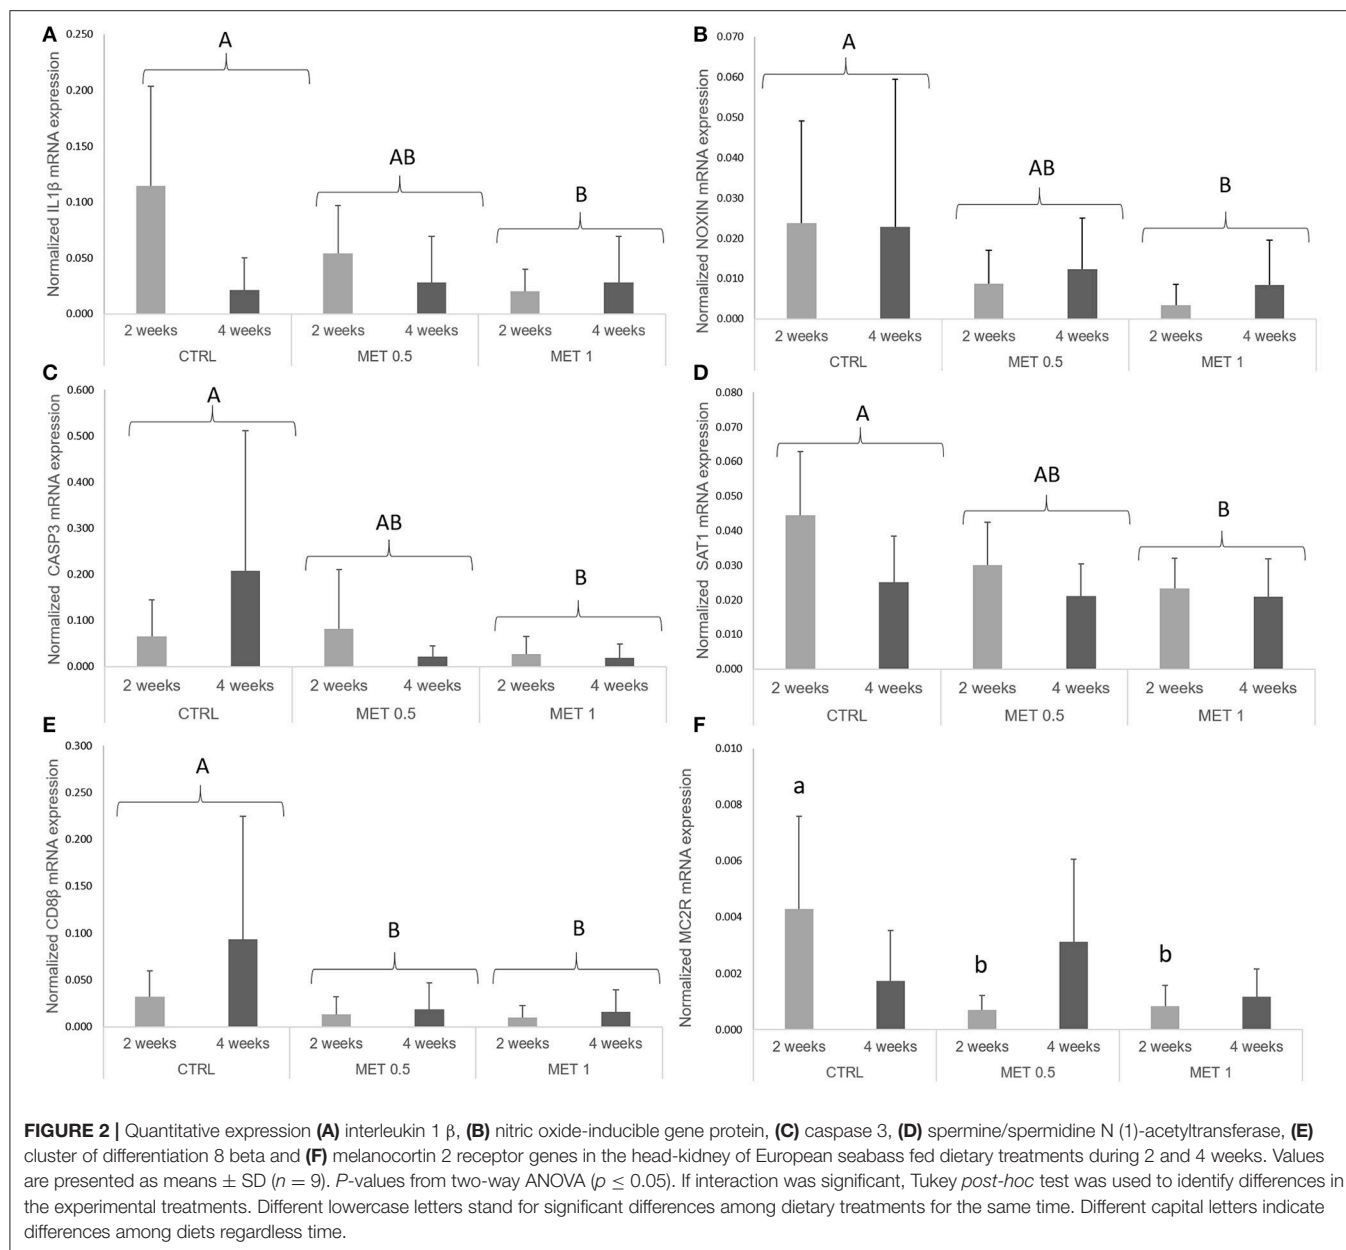 A
Normalized IL1β mRNA expression
0.250
0.200
0.150
0.100
0.050
0.000
A
AB
B
2 weeks 4 weeks 2 weeks 4 weeks 2 weeks 4 weeks
CTRL MET 0.5 MET 1
B
Normalized NOXIN mRNA expression
0.070
0.060
0.050
0.040
0.030
0.020
0.010
0.000
A
AB
B
2 weeks 4 weeks 2 weeks 4 weeks 2 weeks 4 weeks
CTRL MET 0.5 MET 1
C
Normalized CASP3 mRNA expression
0.600
0.500
0.400
0.300
0.200
0.100
0.000
A
AB
B
2 weeks 4 weeks 2 weeks 4 weeks 2 weeks 4 weeks
CTRL MET 0.5 MET 1
D
Normalized SAT1 mRNA expression
0.080
0.070
0.060
0.050
0.040
0.030
0.020
0.010
0.000
A
AB
B
2 weeks 4 weeks 2 weeks 4 weeks 2 weeks 4 weeks
CTRL MET 0.5 MET 1
E
Normalized CD8β mRNA expression
0.300
0.250
0.200
0.150
0.100
0.050
0.000
A
B
B
2 weeks 4 weeks 2 weeks 4 weeks 2 weeks 4 weeks
CTRL MET 0.5 MET 1
F
Normalized MC2R mRNA expression
0.010
0.008
0.006
0.004
0.002
0.000
a
b
b
2 weeks 4 weeks 2 weeks 4 weeks 2 weeks 4 weeks
CTRL MET 0.5 MET 1
FIGURE 2 | Quantitative expression (A) interleukin 1 β, (B) nitric oxide-inducible gene protein, (C) caspase 3, (D) spermine/spermidine N (1)-acetyltransferase, (E)
cluster of differentiation 8 beta and (F) melanocortin 2 receptor genes in the head-kidney of European seabass fed dietary treatments during 2 and 4 weeks. Values
are presented as means ± SD (n = 9). P-values from two-way ANOVA (p ≤ 0.05). If interaction was significant, Tukey post-hoc test was used to identify differences in
the experimental treatments. Different lowercase letters stand for significant differences among dietary treatments for the same time. Different capital letters indicate
differences among diets regardless time.